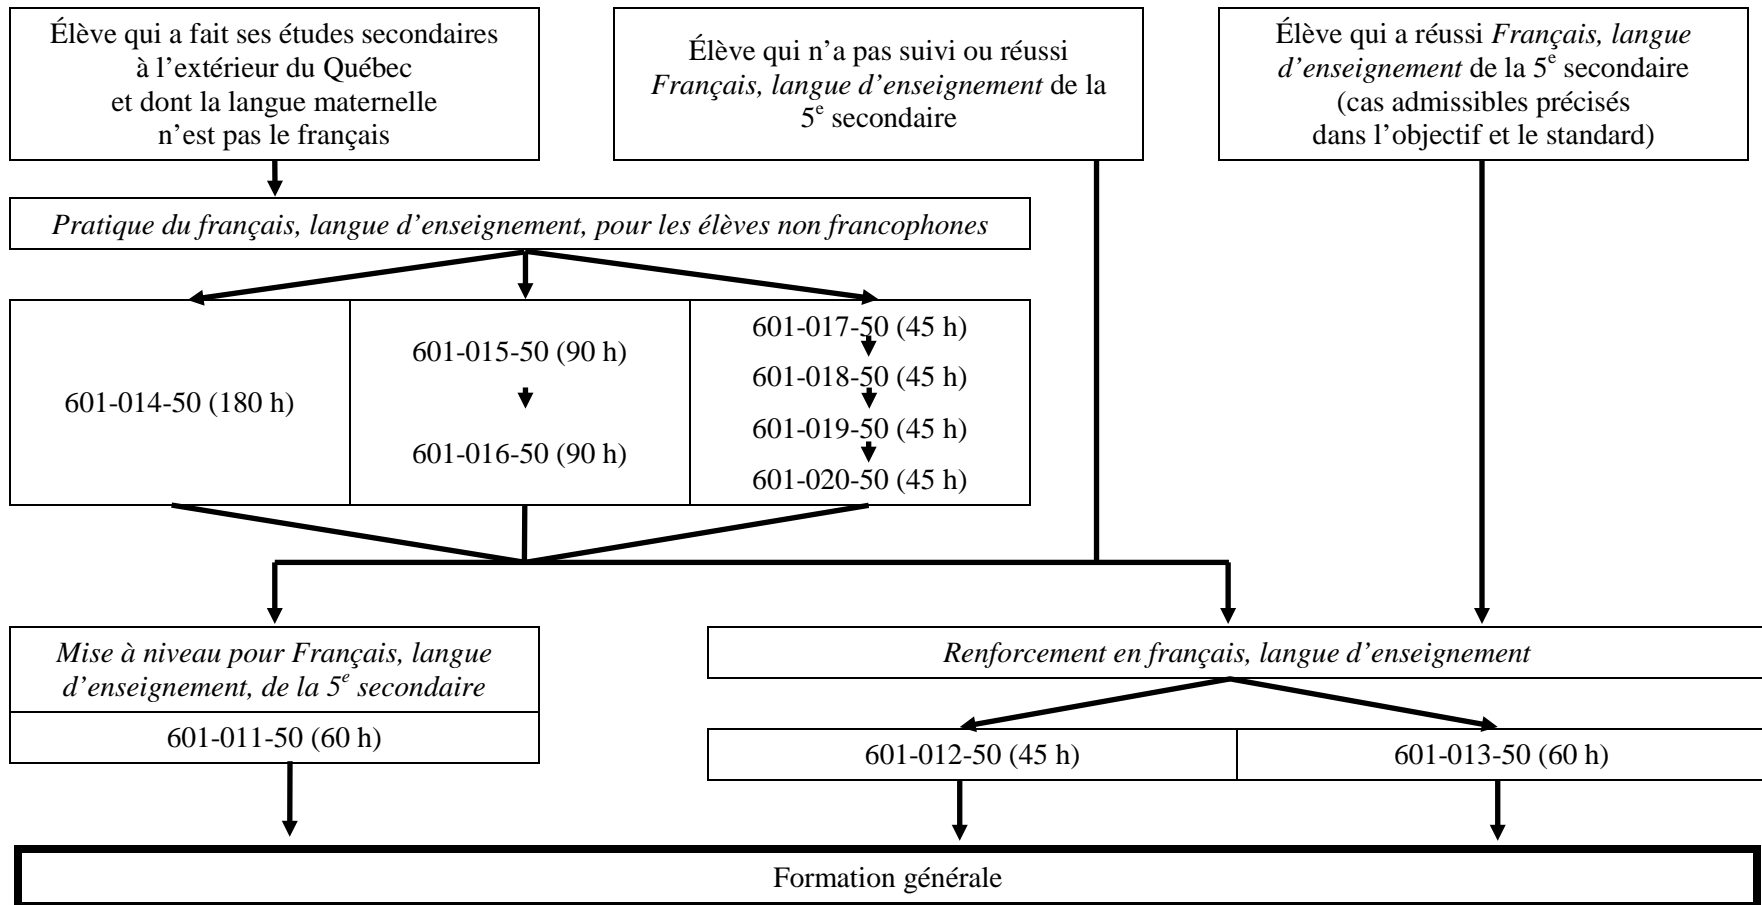 Élève qui a fait ses études secondaires
à l’extérieur du Québec
et dont la langue maternelle
n’est pas le français
Élève qui n’a pas suivi ou réussi
Français, langue d’enseignement de la
5e secondaire
Élève qui a réussi Français, langue
d’enseignement de la 5e secondaire
(cas admissibles précisés
dans l’objectif et le standard)
Pratique du français, langue d’enseignement, pour les élèves non francophones
601-014-50 (180 h)
601-015-50 (90 h)
601-016-50 (90 h)
601-017-50 (45 h)
601-018-50 (45 h)
601-019-50 (45 h)
601-020-50 (45 h)
Mise à niveau pour Français, langue
d’enseignement, de la 5e secondaire
601-011-50 (60 h)
Renforcement en français, langue d’enseignement
601-012-50 (45 h)
601-013-50 (60 h)
Formation générale